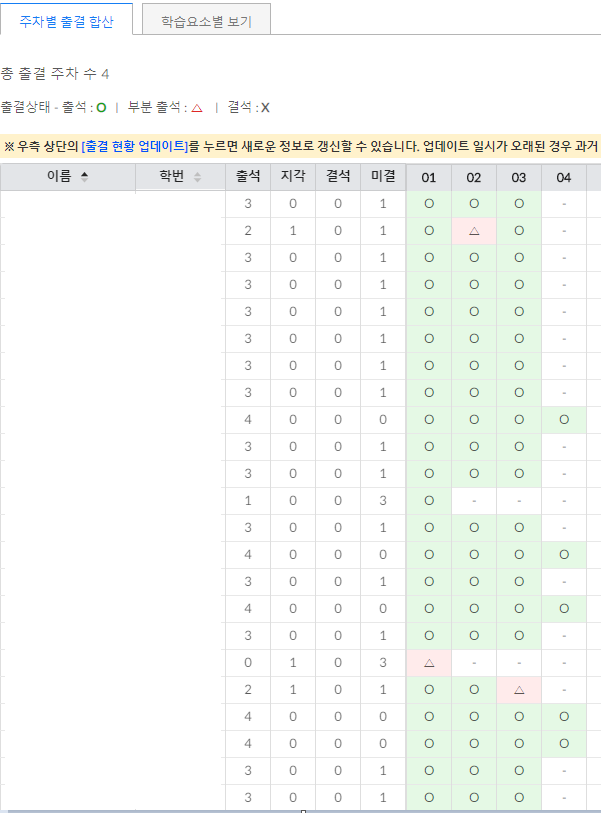 주차별 출결 합산 학습요소별 보기
총 출결 주차 수 4
출결상태 - 출석 : O | 부분 출석 : △ | 결석 : X
※ 우측 상단의 [출결 현황 업데이트]를 누르면 새로운 정보로 갱신할 수 있습니다. 업데이트 일시가 오래된 경우 과거
이름 학번 출석 지각 결석 미결 01 02 03 04
3 0 0 1 O O O -
2 1 0 1 O △ O -
3 0 0 1 O O O -
3 0 0 1 O O O -
3 0 0 1 O O O -
3 0 0 1 O O O -
3 0 0 1 O O O -
3 0 0 1 O O O -
4 0 0 0 O O O O
3 0 0 1 O O O -
3 0 0 1 O O O -
1 0 0 3 O - - -
3 0 0 1 O O O -
4 0 0 0 O O O O
3 0 0 1 O O O -
4 0 0 0 O O O O
3 0 0 1 O O O -
0 1 0 3 △ - - -
2 1 0 1 O O △ -
4 0 0 0 O O O O
4 0 0 0 O O O O
3 0 0 1 O O O -
3 0 0 1 O O O -